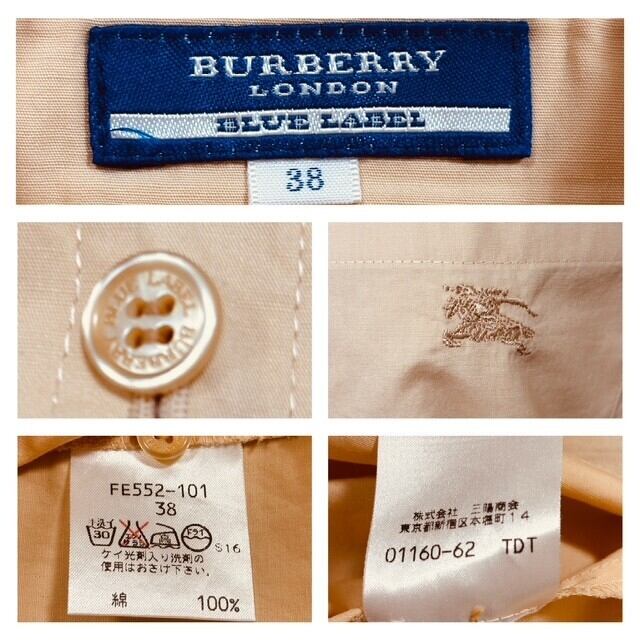 BURBERRY
LONDON
BLUE LABEL
38
BURBERRY BLUE LABEL
FE552-101
38
30
S16
ケイ光剤入り洗剤の
使用はおさけ下さい。
綿 100%
株式会社 三陽商会
東京都新宿区本塩町14
01160-62 TDT